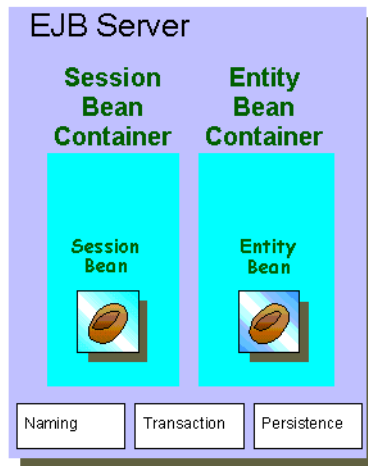 EJB Server
Session
Bean
Container
Entity
Bean
Container
Session
Bean
Entity
Bean
Naming
Transaction
Persistence